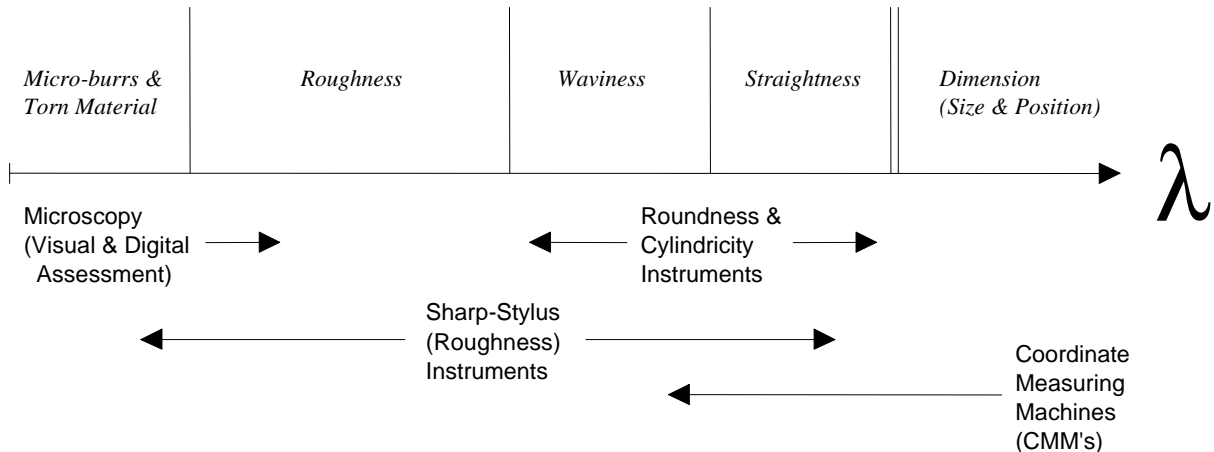 Micro-burrs &
Torn Material
Roughness
Waviness
Straightness
Dimension
(Size & Position)
λ
Microscopy
(Visual & Digital
Assessment)
Roundness &
Cylindricity
Instruments
Sharp-Stylus
(Roughness)
Instruments
Coordinate
Measuring
Machines
(CMM's)